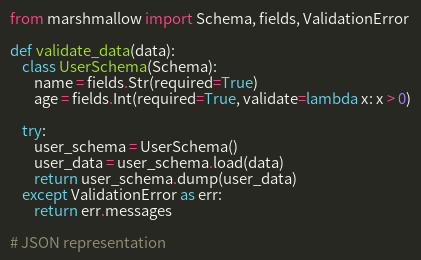 from marshmallow import Schema, fields, ValidationError

def validate_data(data):
    class UserSchema(Schema):
        name = fields.Str(required=True)
        age = fields.Int(required=True, validate=lambda x: x > 0)

    try:
        user_schema = UserSchema()
        user_data = user_schema.load(data)
        return user_schema.dump(user_data)
    except ValidationError as err:
        return err.messages

# JSON representation